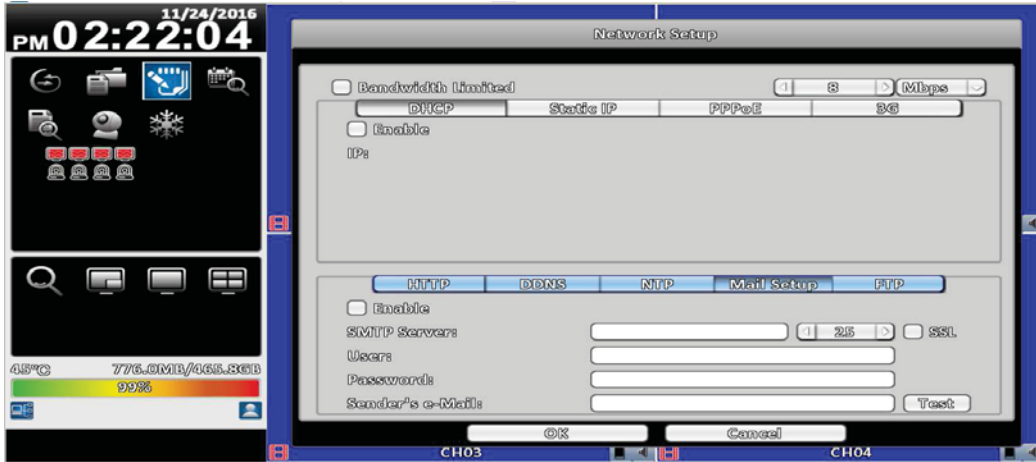 11/24/2016
PM 02:22:04
45°C 776.0MB/465.8GB
99%
Network Setup
Bandwidth Limited 8 Mbps
DHCP Static IP PPPoE 3G
Enable
IP:
HTTP DDNS NTP Mail Setup FTP
Enable
SMTP Server: 25 SSL
User:
Password:
Sender's e-Mail: Test
OK Cancel
CH03 CH04